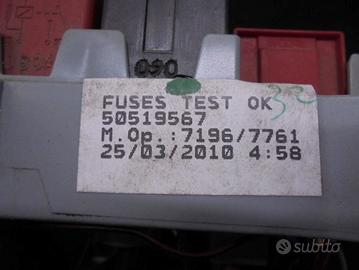 090
FUSES TEST OK
50519567
M.Op.:7196/7761
25/03/2010 4:58
subito